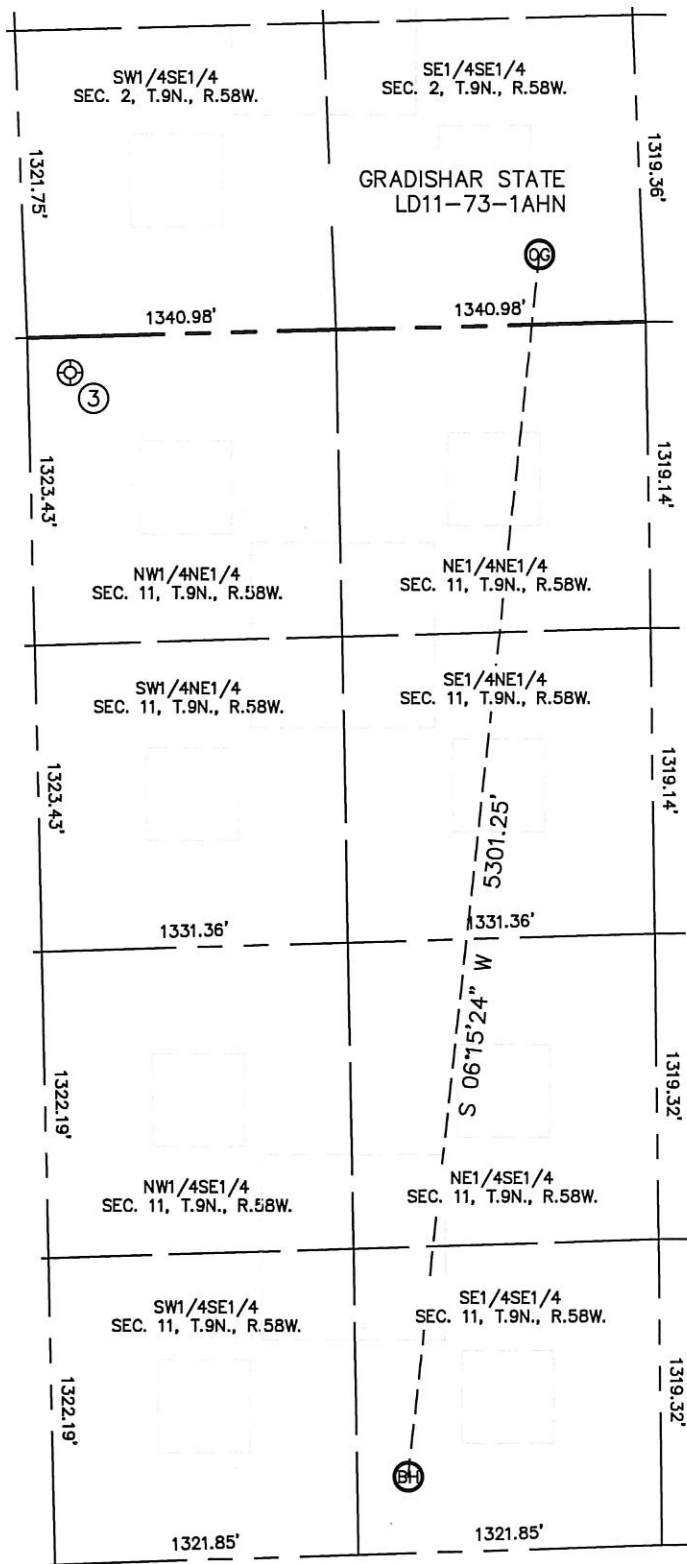 SW1/4SE1/4
SEC. 2, T.9N., R.58W.
SE1/4SE1/4
SEC. 2, T.9N., R.58W.
1321.75'
1319.36'
GRADISHAR STATE
LD11-73-1AHN
OG
1340.98'
1340.98'
3
1323.43'
1319.14'
NW1/4NE1/4
SEC. 11, T.9N., R.58W.
NE1/4NE1/4
SEC. 11, T.9N., R.58W.
SW1/4NE1/4
SEC. 11, T.9N., R.58W.
SE1/4NE1/4
SEC. 11, T.9N., R.58W.
1323.43'
1319.14'
S 06°15'24" W 5301.25'
1331.36'
1331.36'
1322.19'
1319.32'
NW1/4SE1/4
SEC. 11, T.9N., R.58W.
NE1/4SE1/4
SEC. 11, T.9N., R.58W.
SW1/4SE1/4
SEC. 11, T.9N., R.58W.
SE1/4SE1/4
SEC. 11, T.9N., R.58W.
1322.19'
1319.32'
BH
1321.85'
1321.85'